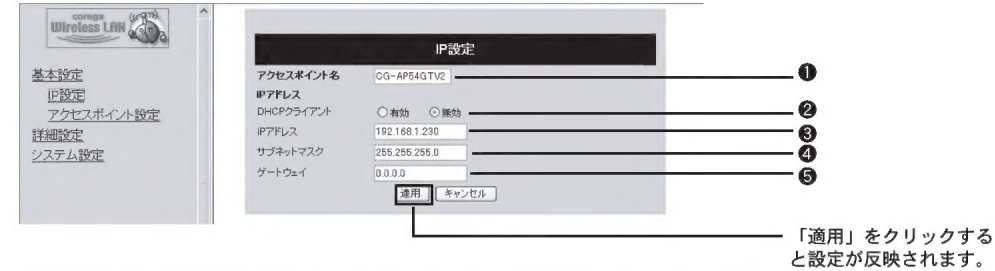 corega
Wireless LAN
基本設定
IP設定
アクセスポイント設定
詳細設定
システム設定
IP設定
アクセスポイント名 CG-AP54GTV2 ❶
IPアドレス
DHCPクライアント 有効 無効 ❷
IPアドレス 192.168.1.230 ❸
サブネットマスク 255.255.255.0 ❹
ゲートウェイ 0.0.0.0 ❺
適用 キャンセル
「適用」をクリックする
と設定が反映されます。